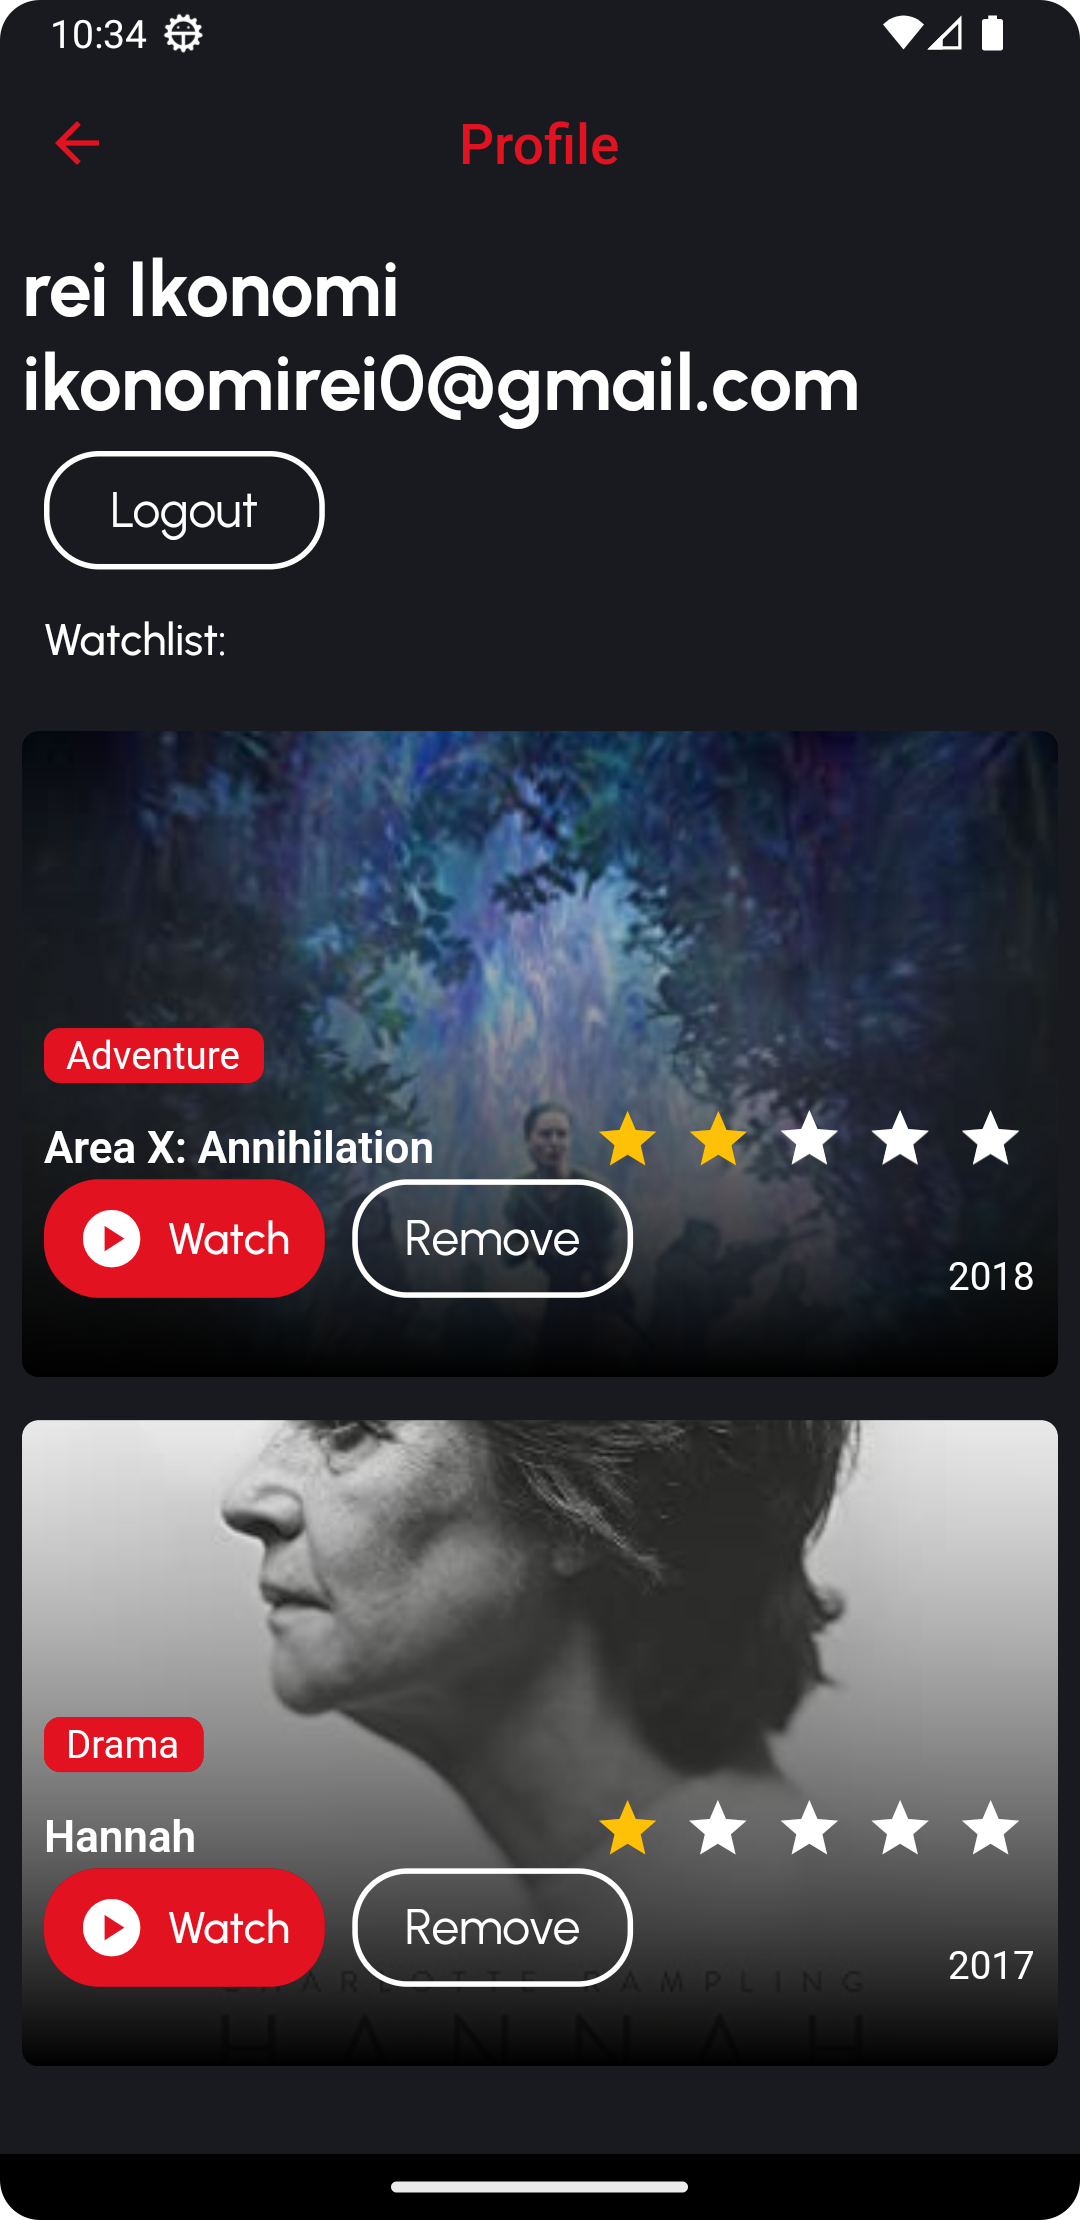 10:34
Profile
rei Ikonomi
ikonomirei0@gmail.com
Logout
Watchlist:
Adventure
Area X: Annihilation
Watch
Remove
2018
Drama
Hannah
Watch
Remove
2017
CHARLOTTE RAMPLING
HANNAH